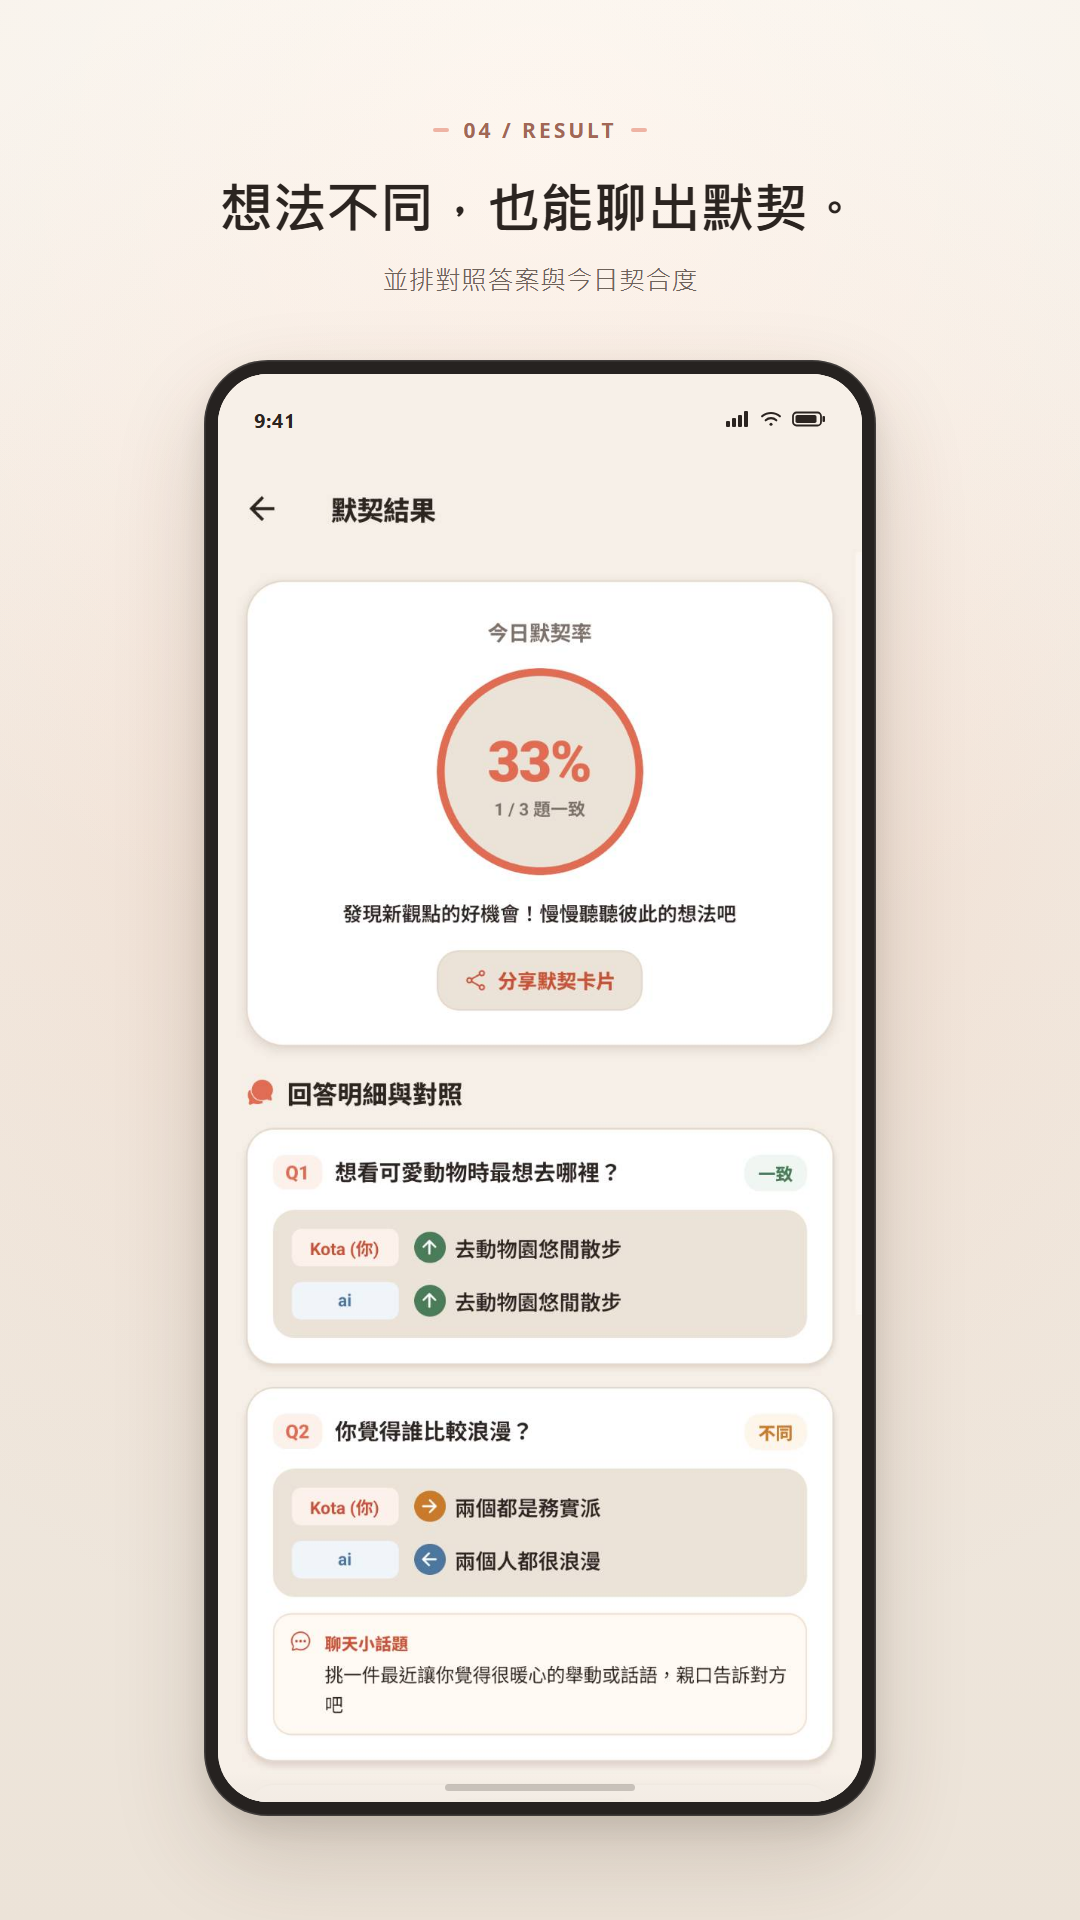 04 / RESULT
想法不同，也能聊出默契。
並排對照答案與今日契合度
9:41
默契結果
今日默契率
33%
1 / 3 題一致
發現新觀點的好機會！慢慢聽聽彼此的想法吧
分享默契卡片
回答明細與對照
Q1 想看可愛動物時最想去哪裡？ 一致
Kota (你) 去動物園悠閒散步
ai 去動物園悠閒散步
Q2 你覺得誰比較浪漫？ 不同
Kota (你) 兩個都是務實派
ai 兩個人都很浪漫
聊天小話題
挑一件最近讓你覺得很暖心的舉動或話語，親口告訴對方
吧